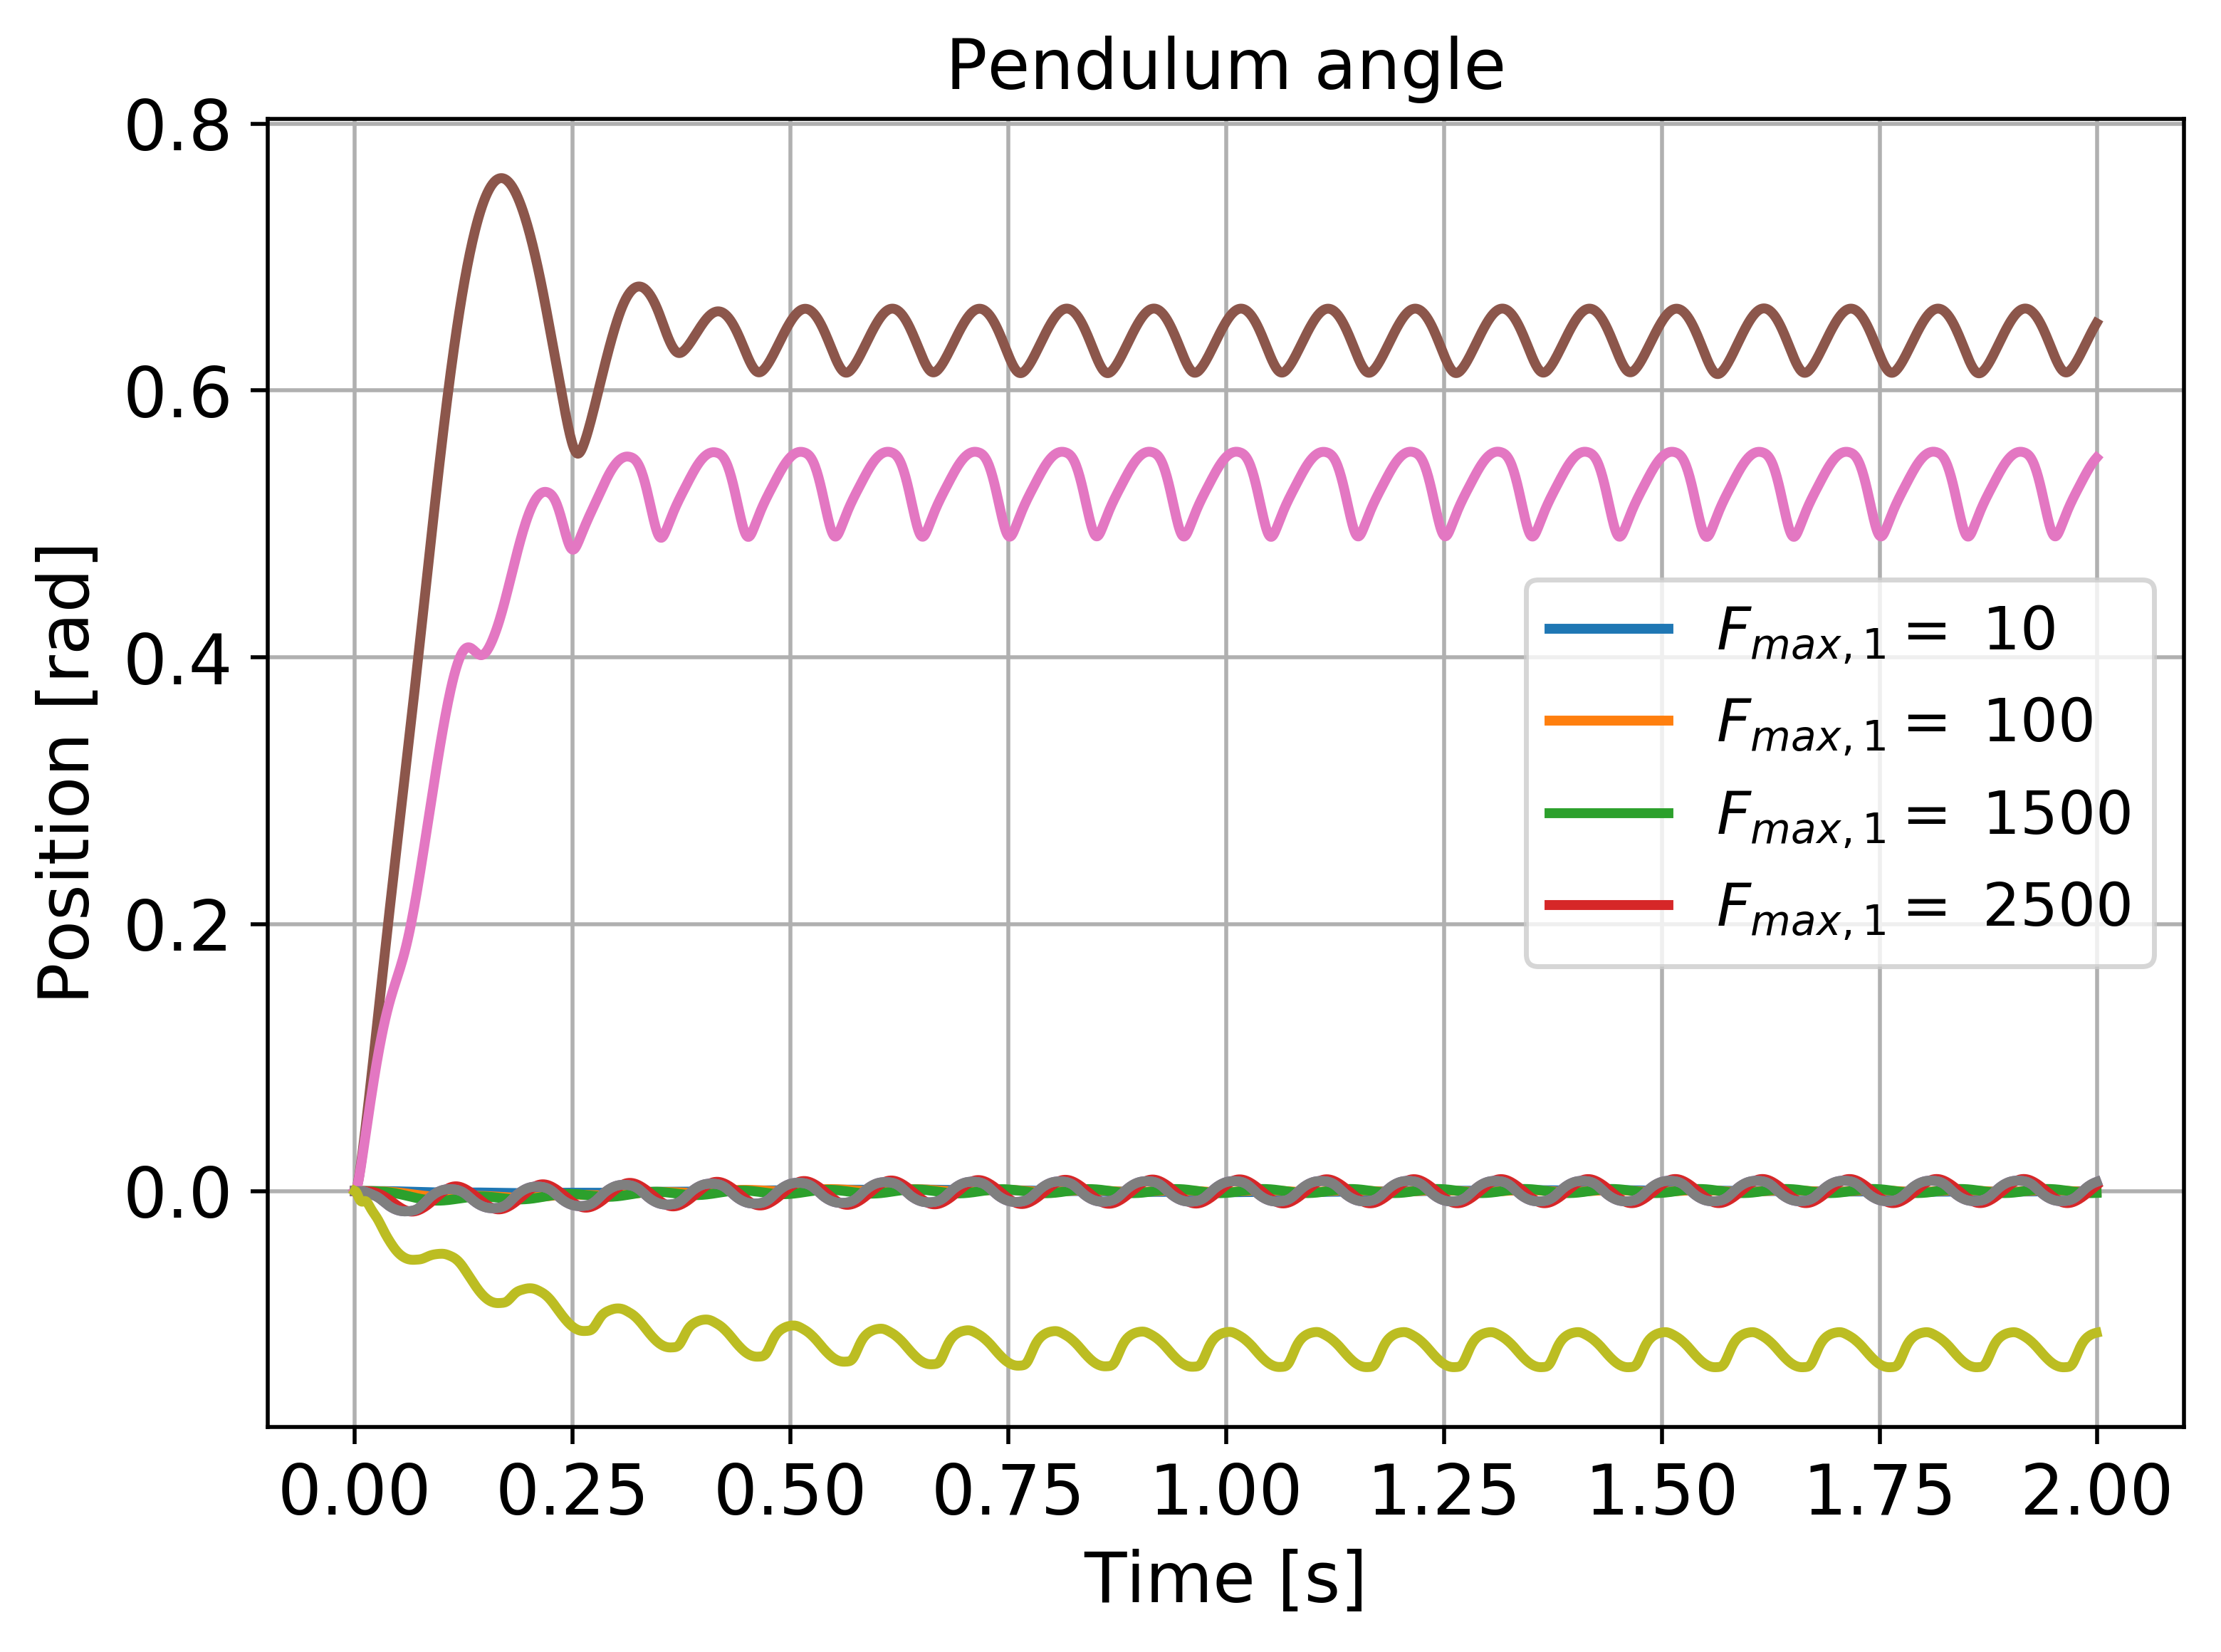 Pendulum angle
Position [rad]
0.8
0.6
0.4
0.2
0.0
F_{max,1} = 10
F_{max,1} = 100
F_{max,1} = 1500
F_{max,1} = 2500
0.00 0.25 0.50 0.75 1.00 1.25 1.50 1.75 2.00
Time [s]